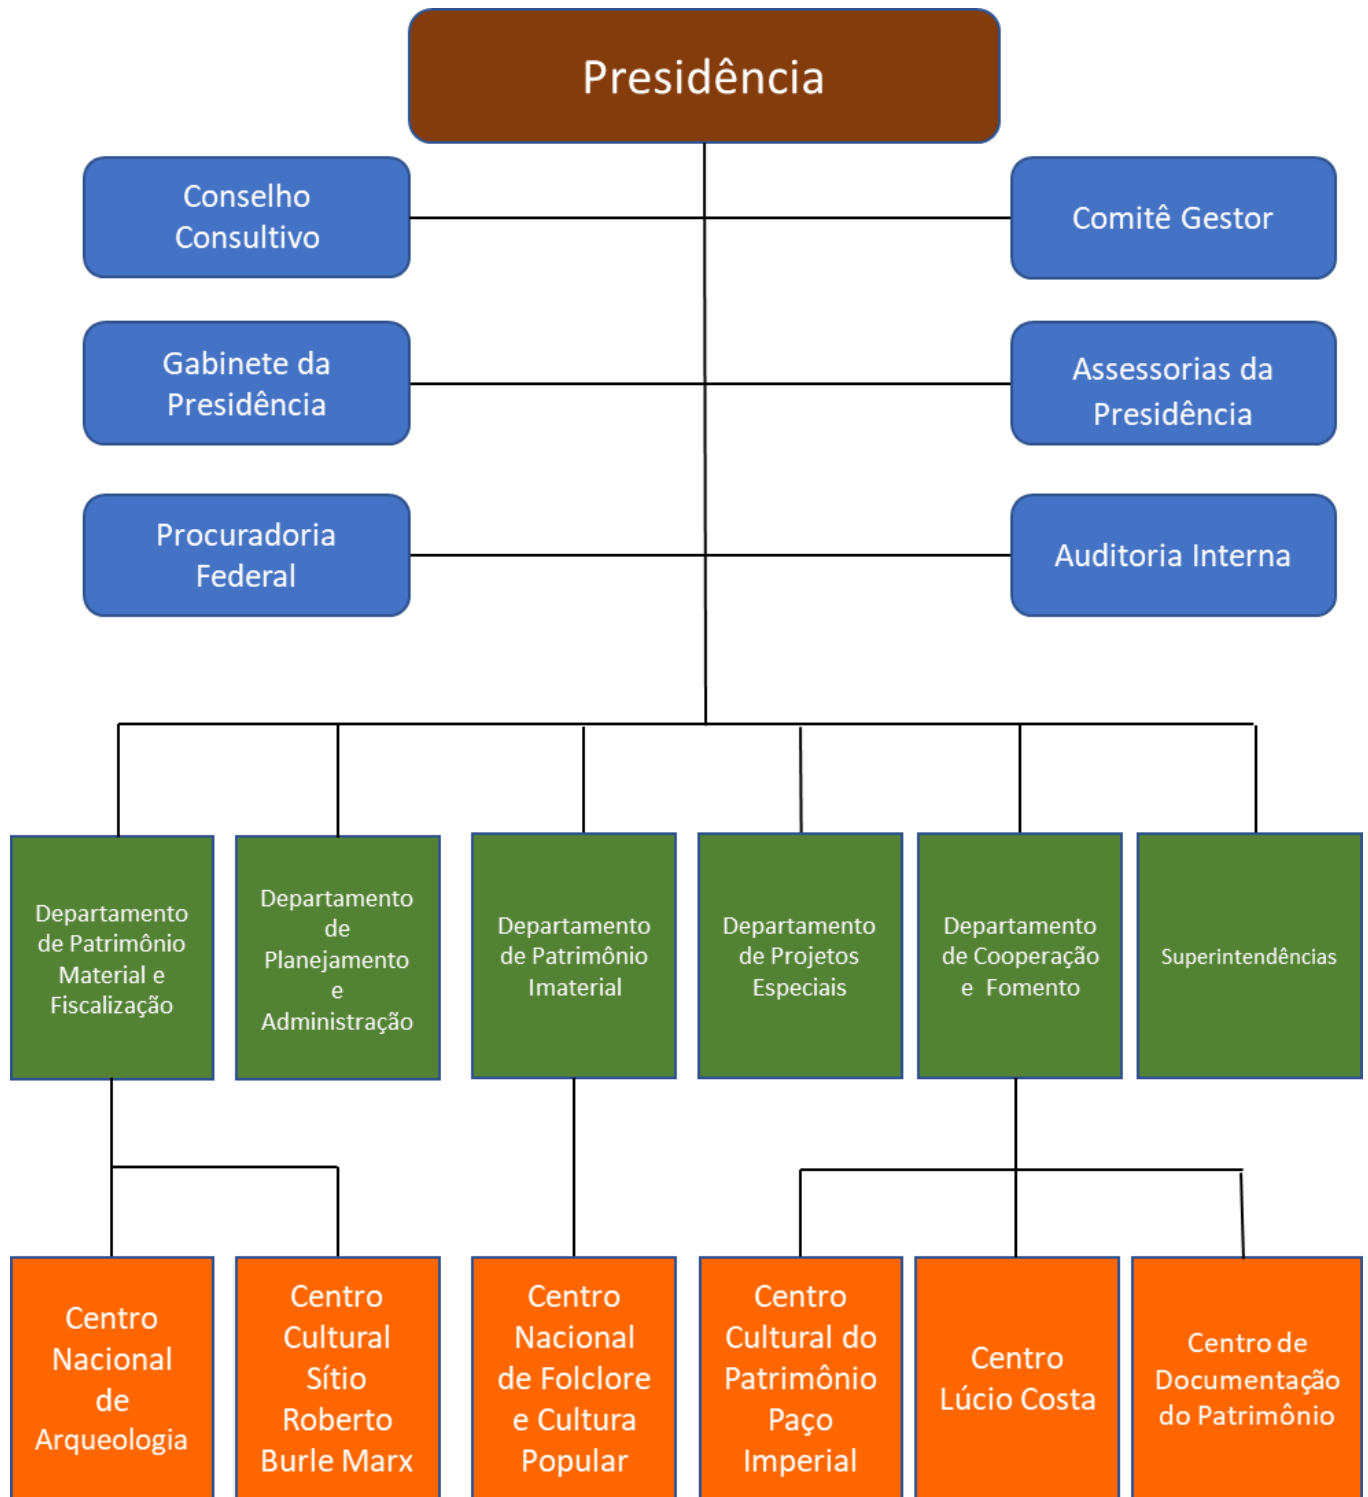 Presidência
Conselho
Consultivo
Comitê Gestor
Gabinete da
Presidência
Assessorias da
Presidência
Procuradoria
Federal
Auditoria Interna
Departamento
de Patrimônio
Material e
Fiscalização
Departamento
de
Planejamento
e
Administração
Departamento
de Patrimônio
Imaterial
Departamento
de Projetos
Especiais
Departamento
de Cooperação
e Fomento
Superintendências
Centro
Nacional
de
Arqueologia
Centro
Cultural
Sítio
Roberto
Burle Marx
Centro
Nacional
de Folclore
e Cultura
Popular
Centro
Cultural do
Patrimônio
Paço
Imperial
Centro
Lúcio Costa
Centro de
Documentação
do Patrimônio